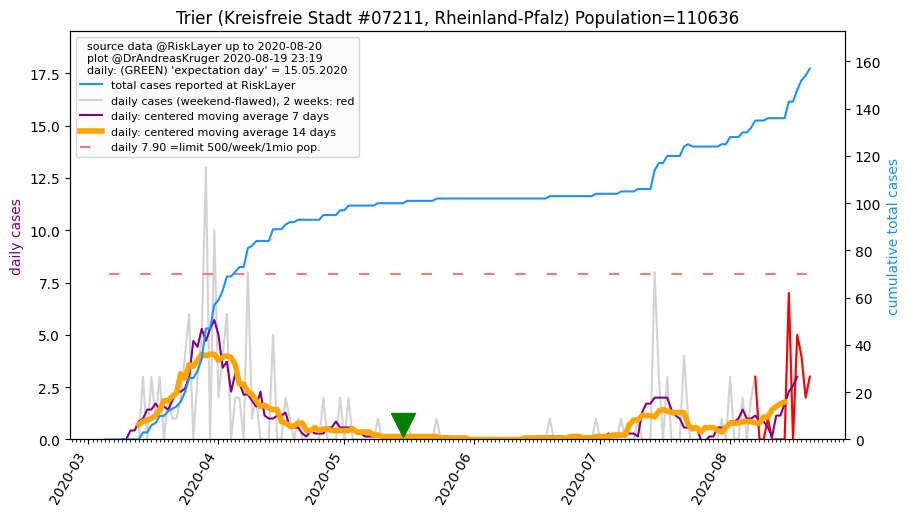 Trier (Kreisfreie Stadt #07211, Rheinland-Pfalz) Population=110636
source data @RiskLayer up to 2020-08-20
plot @DrAndreasKruger 2020-08-19 23:19
daily: (GREEN) 'expectation day' = 15.05.2020
total cases reported at RiskLayer
daily cases (weekend-flawed), 2 weeks: red
daily: centered moving average 7 days
daily: centered moving average 14 days
daily 7.90 =limit 500/week/1mio pop.
daily cases
17.5
15.0
12.5
10.0
7.5
5.0
2.5
0.0
cumulative total cases
160
140
120
100
80
60
40
20
0
2020-03
2020-04
2020-05
2020-06
2020-07
2020-08